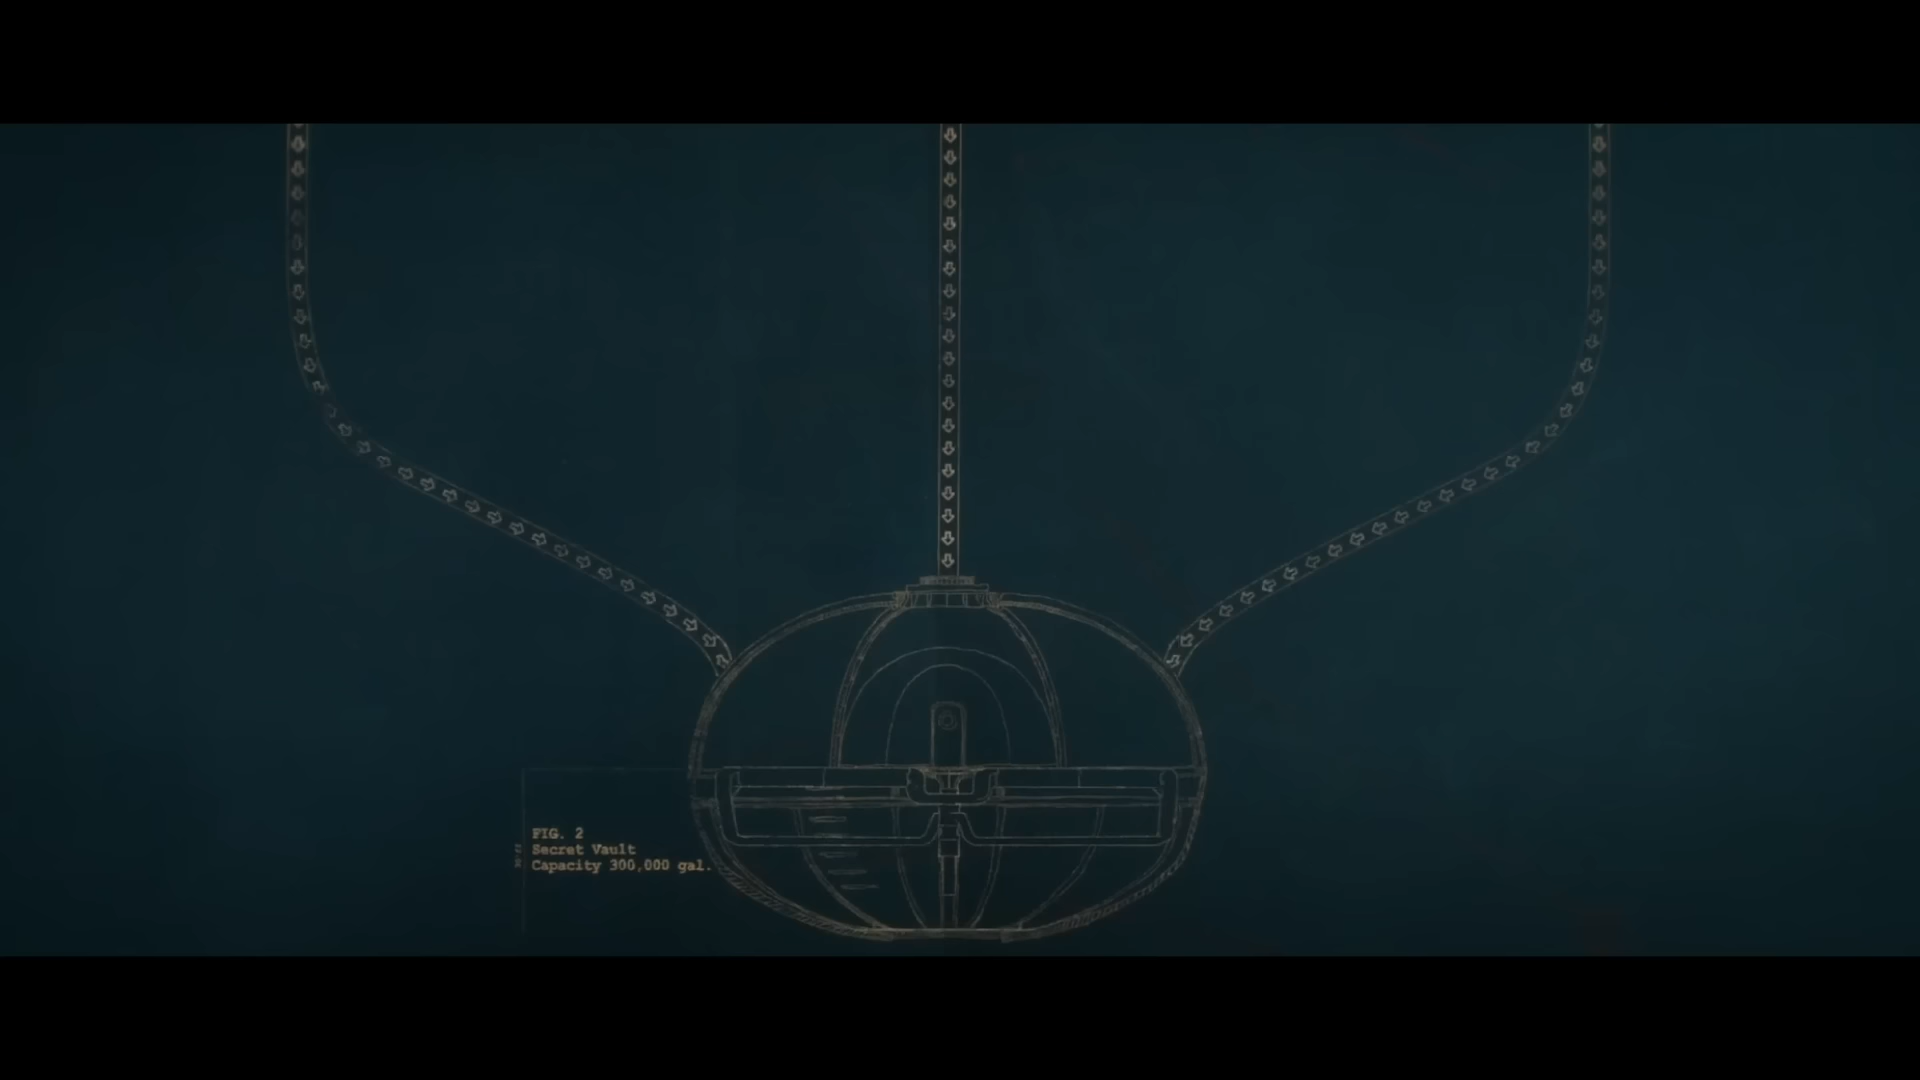 FIG. 2
Secret Vault
Capacity 300,000 gal.